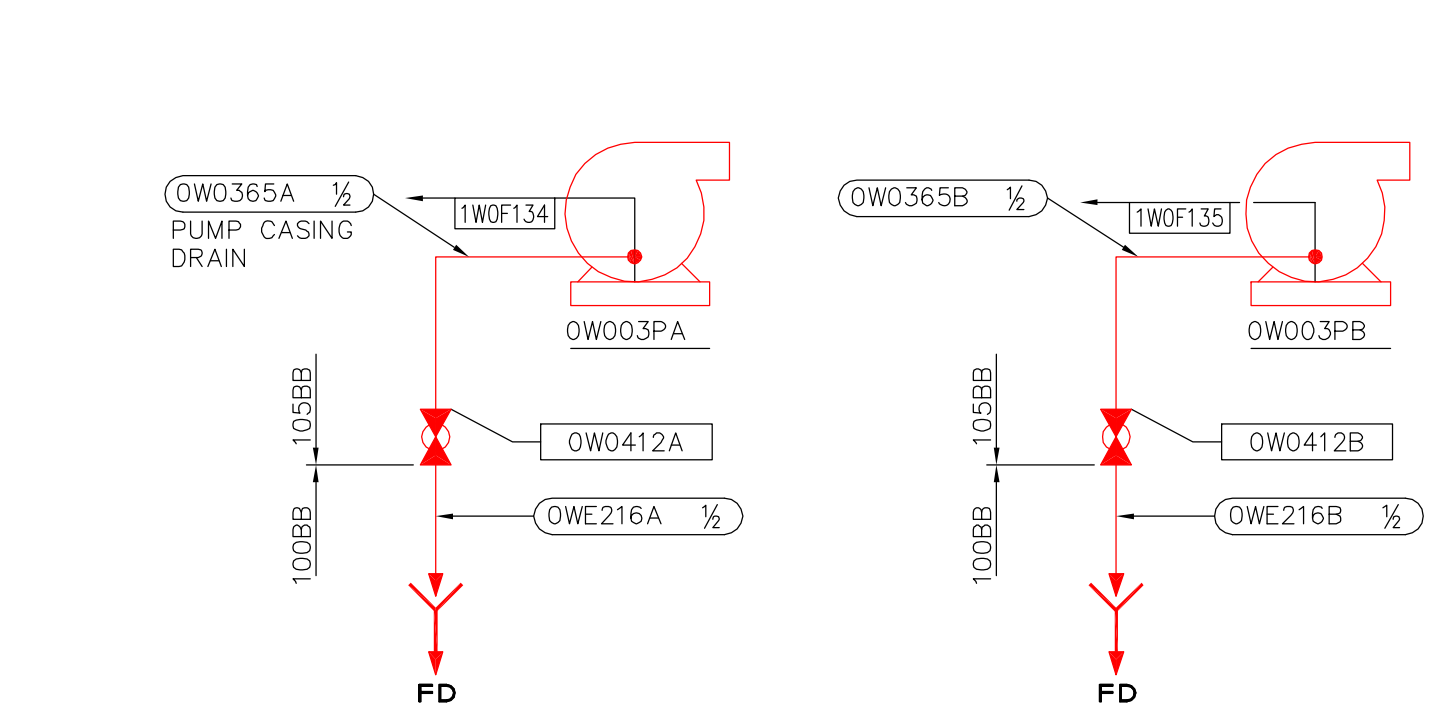 0W0365A ½
PUMP CASING
DRAIN
1W0F134
0W003PA
105BB
100BB
0W0412A
0WE216A ½
FD
0W0365B ½
1W0F135
0W003PB
105BB
100BB
0W0412B
0WE216B ½
FD